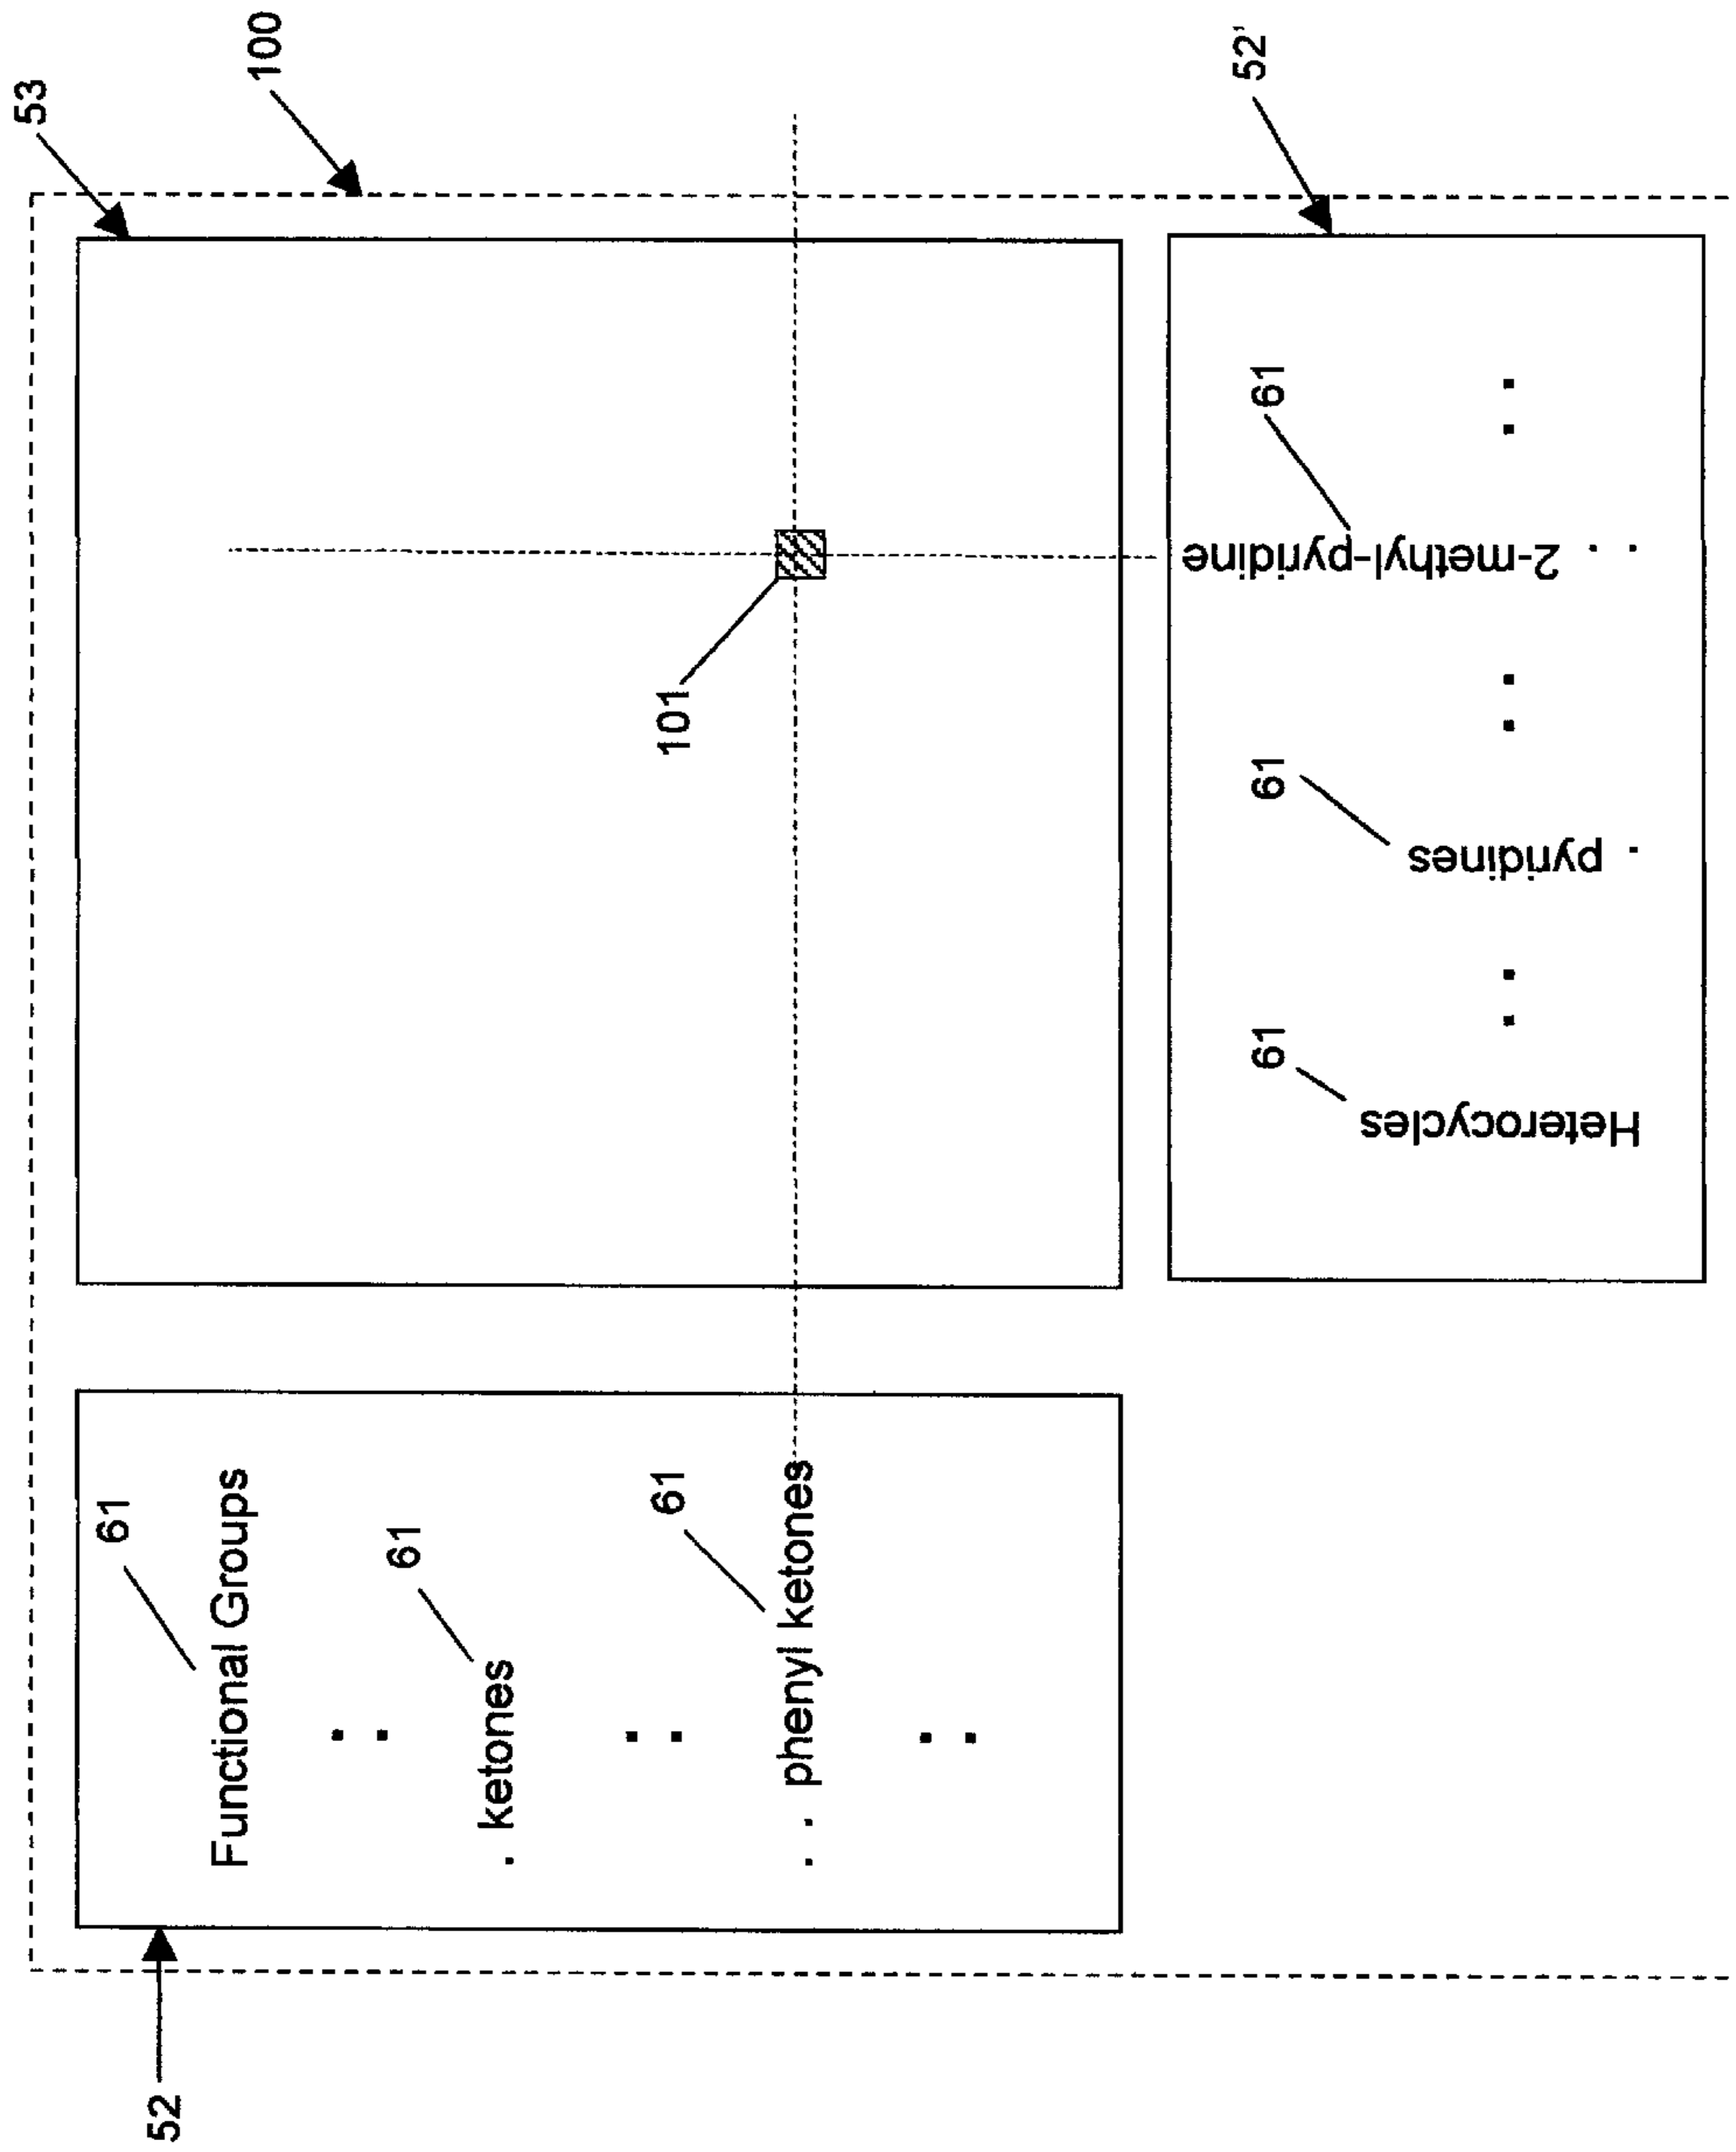 53
61
52
Functional Groups
100
:
61
. ketones
:
61
101
. . phenyl ketones
:
52'
61
61
61
Heterocycles
:
. pyridines
:
. . 2-methyl-pyridine
: